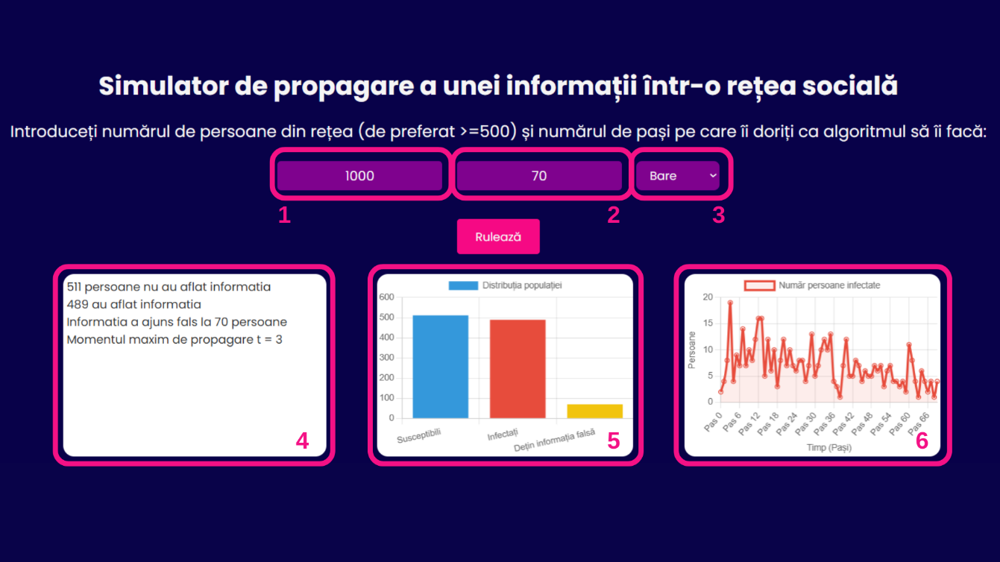 Simulator de propagare a unei informații într-o rețea socială
Introduceți numărul de persoane din rețea (de preferat >=500) și numărul de pași pe care îi doriți ca algoritmul să îi facă:
1000
70
Bare
1
2
3
Rulează
511 persoane nu au aflat informatia
489 au aflat informatia
Informatia a ajuns fals la 70 persoane
Momentul maxim de propagare t = 3
4
Distribuția populației
600
500
400
300
200
100
0
Susceptibili
Infectați
Dețin informația falsă
5
Număr persoane infectate
20
15
10
5
0
Persoane
Pas 0
Pas 6
Pas 12
Pas 18
Pas 24
Pas 30
Pas 36
Pas 42
Pas 48
Pas 54
Pas 60
Pas 66
Timp (Pași)
6